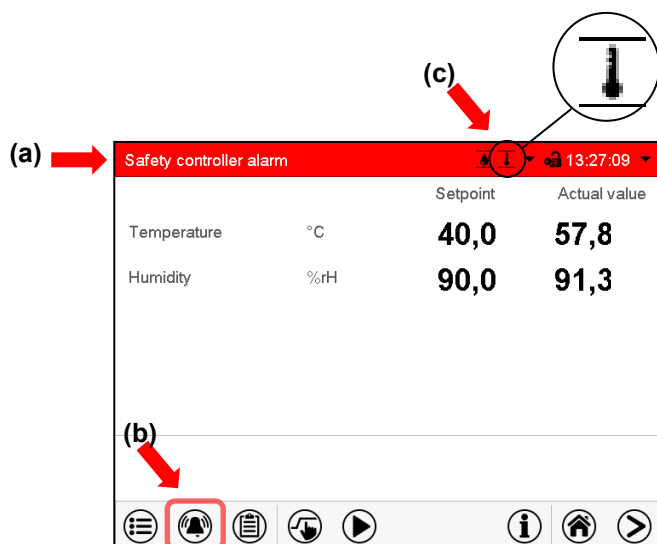 (c)
(a)
Safety controller alarm 13:27:09
Setpoint Actual value
Temperature °C 40,0 57,8
Humidity %rH 90,0 91,3
(b)